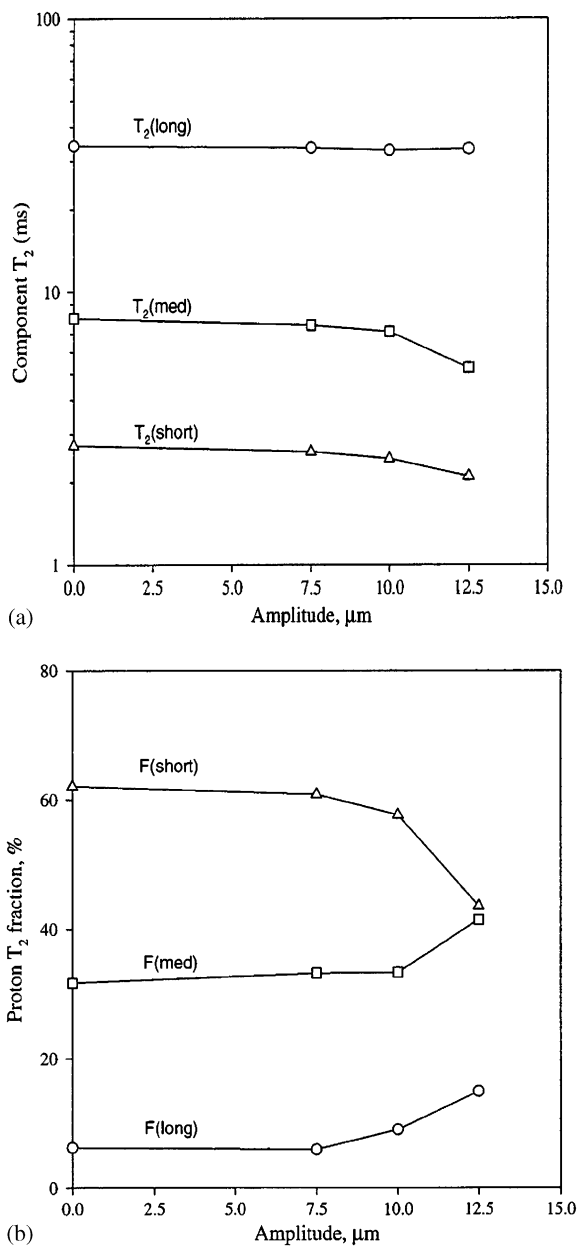 100
T₂(long)
Component T₂ (ms)
10
T₂(med)
T₂(short)
1
0.0 2.5 5.0 7.5 10.0 12.5 15.0
(a) Amplitude, μm
80
F(short)
60
Proton T₂ fraction, %
40
F(med)
20
F(long)
0
0.0 2.5 5.0 7.5 10.0 12.5 15.0
(b) Amplitude, μm